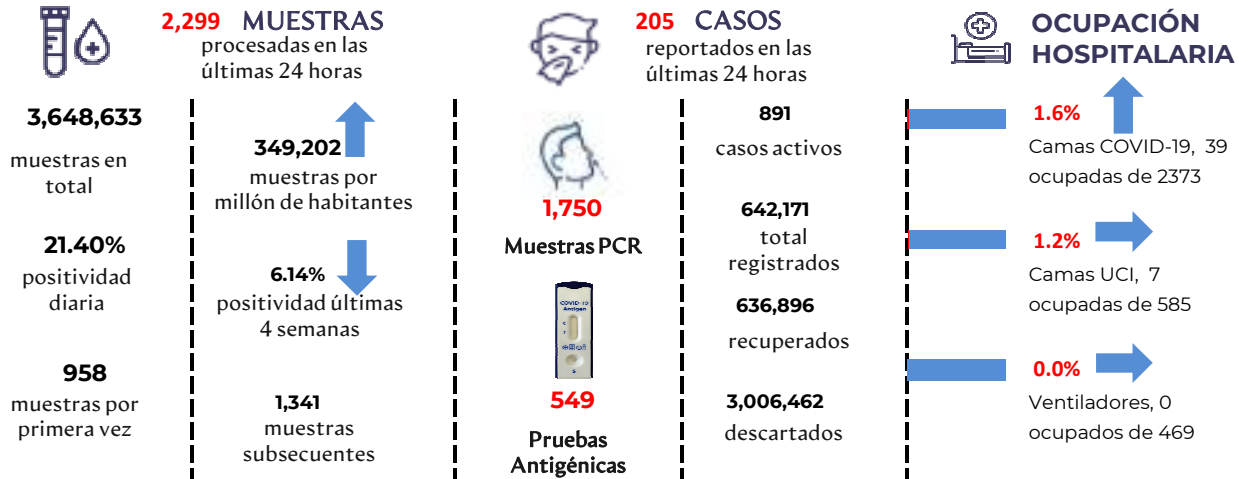 2,299 MUESTRAS
procesadas en las
últimas 24 horas
3,648,633
muestras en
total
21.40%
positividad
diaria
958
muestras por
primera vez
349,202
muestras por
millón de habitantes
6.14%
positividad últimas
4 semanas
1,341
muestras
subsecuentes
205 CASOS
reportados en las
últimas 24 horas
1,750
Muestras PCR
COVID-19
Antigen
C
T
S
549
Pruebas
Antigénicas
891
casos activos
642,171
total
registrados
636,896
recuperados
3,006,462
descartados
OCUPACIÓN
HOSPITALARIA
1.6%
Camas COVID-19, 39
ocupadas de 2373
1.2%
Camas UCI, 7
ocupadas de 585
0.0%
Ventiladores, 0
ocupados de 469